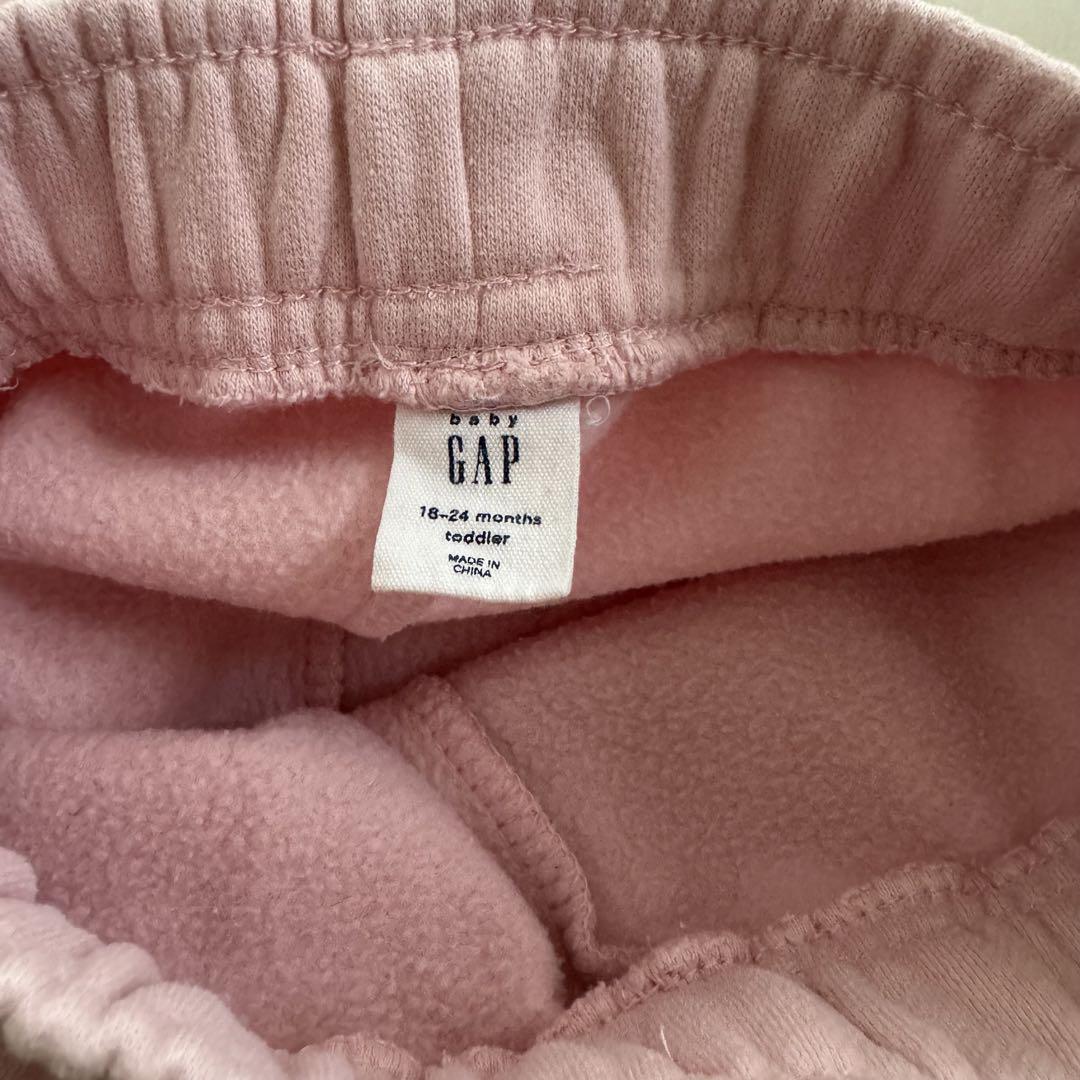 baby
GAP
18-24 months
toddler
MADE IN
CHINA